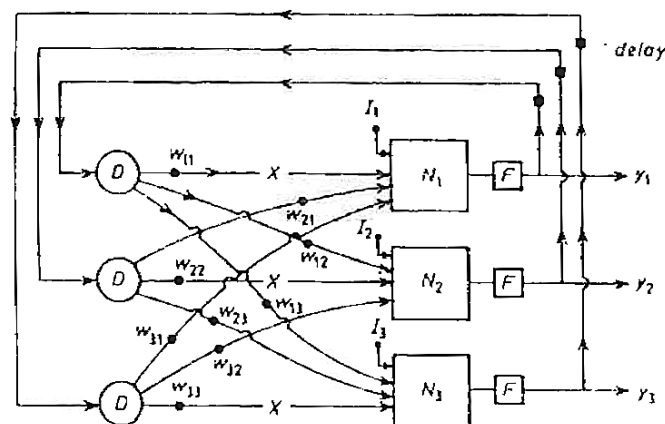 delay
I1
D w11 X N1 F y1
w21
I2
w12
D w22 X N2 F y2
w23 w13
I3
w31 w32
D w33 X N3 F y3